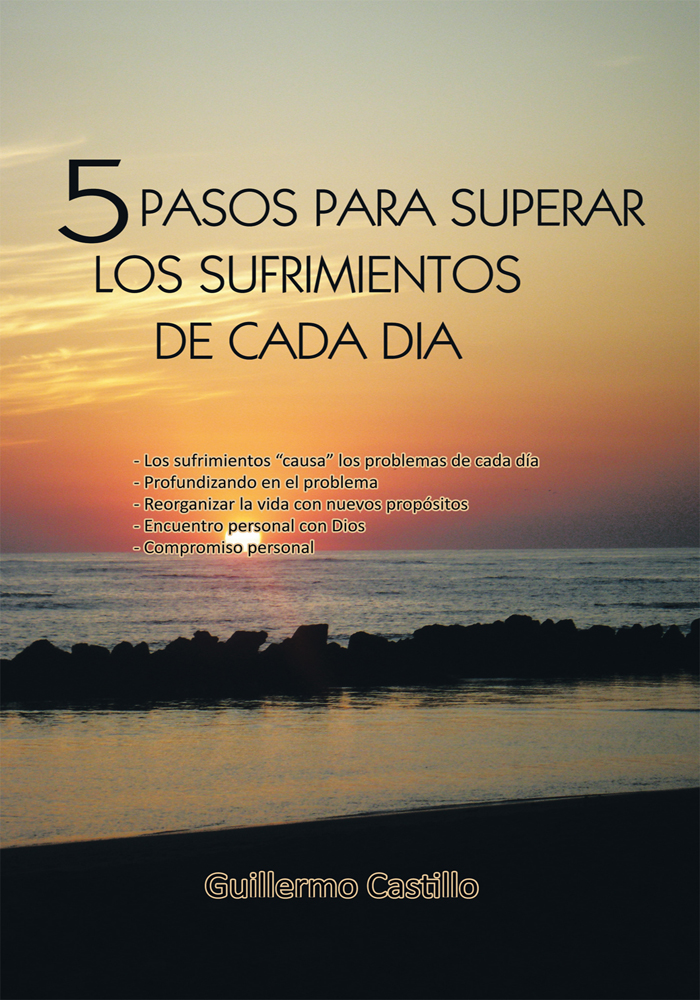 5 PASOS PARA SUPERAR
LOS SUFRIMIENTOS
DE CADA DIA
- Los sufrimientos “causa” los problemas de cada día
- Profundizando en el problema
- Reorganizar la vida con nuevos propósitos
- Encuentro personal con Dios
- Compromiso personal
Guillermo Castillo